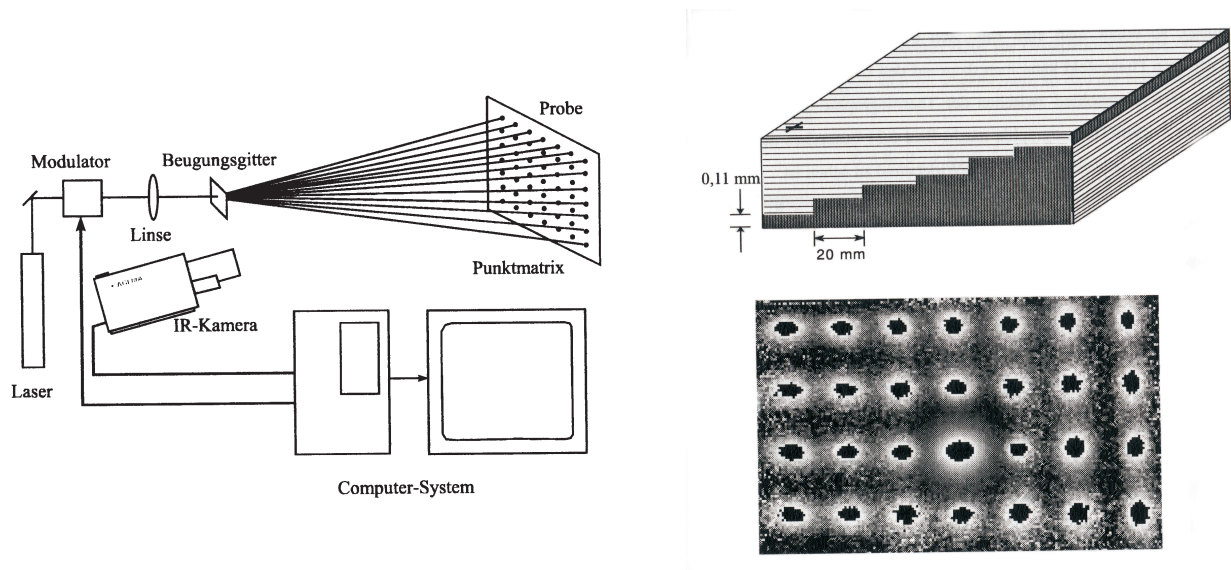 Probe
Modulator
Beugungsgitter
Linse
Punktmatrix
IR-Kamera
Laser
Computer-System
0,11 mm
20 mm